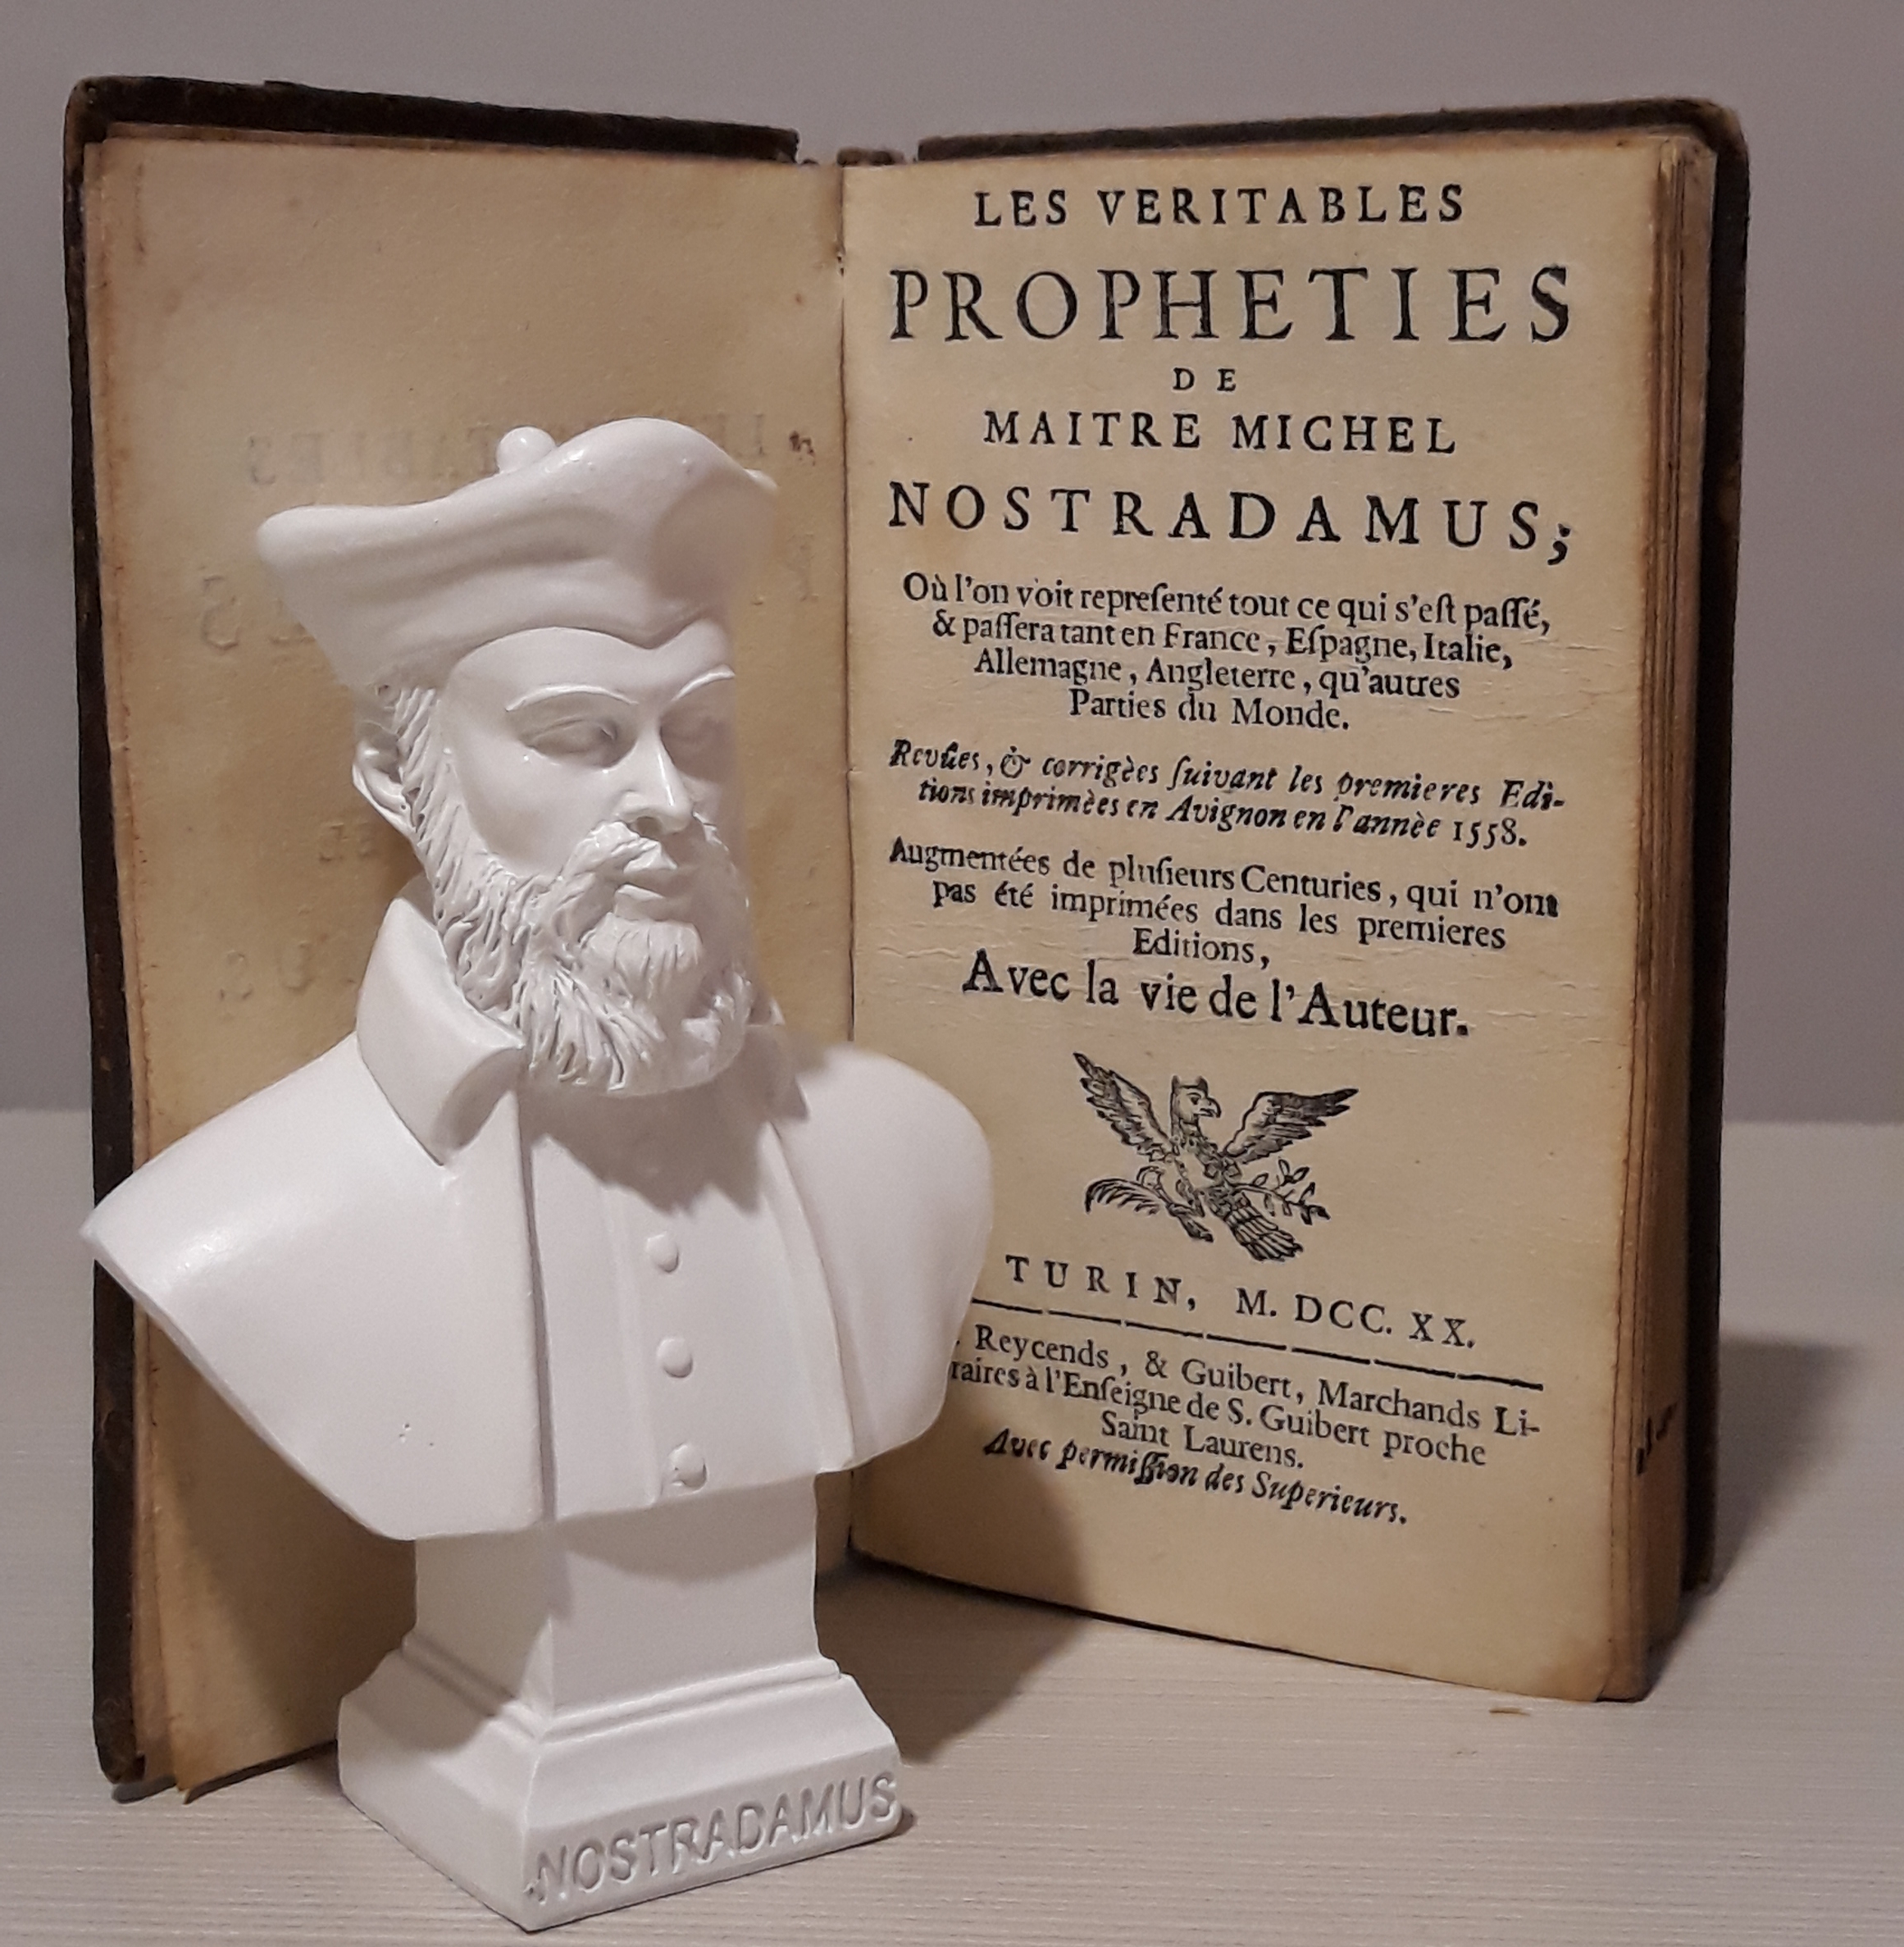 LES VERITABLES
PROPHETIES
DE
MAITRE MICHEL
NOSTRADAMUS;
Où l'on voit repreſenté tout ce qui s'eſt paſſé,
& paſſera tant en France, Eſpagne, Italie,
Allemagne, Angleterre, qu'autres
Parties du Monde.
Revûes, & corrigèes ſuivant les premieres Edi-
tions imprimèes en Avignon en l'annèe 1558.
Augmentées de pluſieurs Centuries, qui n'ont
pas été imprimées dans les premieres
Editions,
Avec la vie de l'Auteur.
TURIN, M. DCC. XX.
Reycends, & Guibert, Marchands Li-
raires à l'Enſeigne de S. Guibert proche
Saint Laurens.
Avec permiſſion des Superieurs.
NOSTRADAMUS